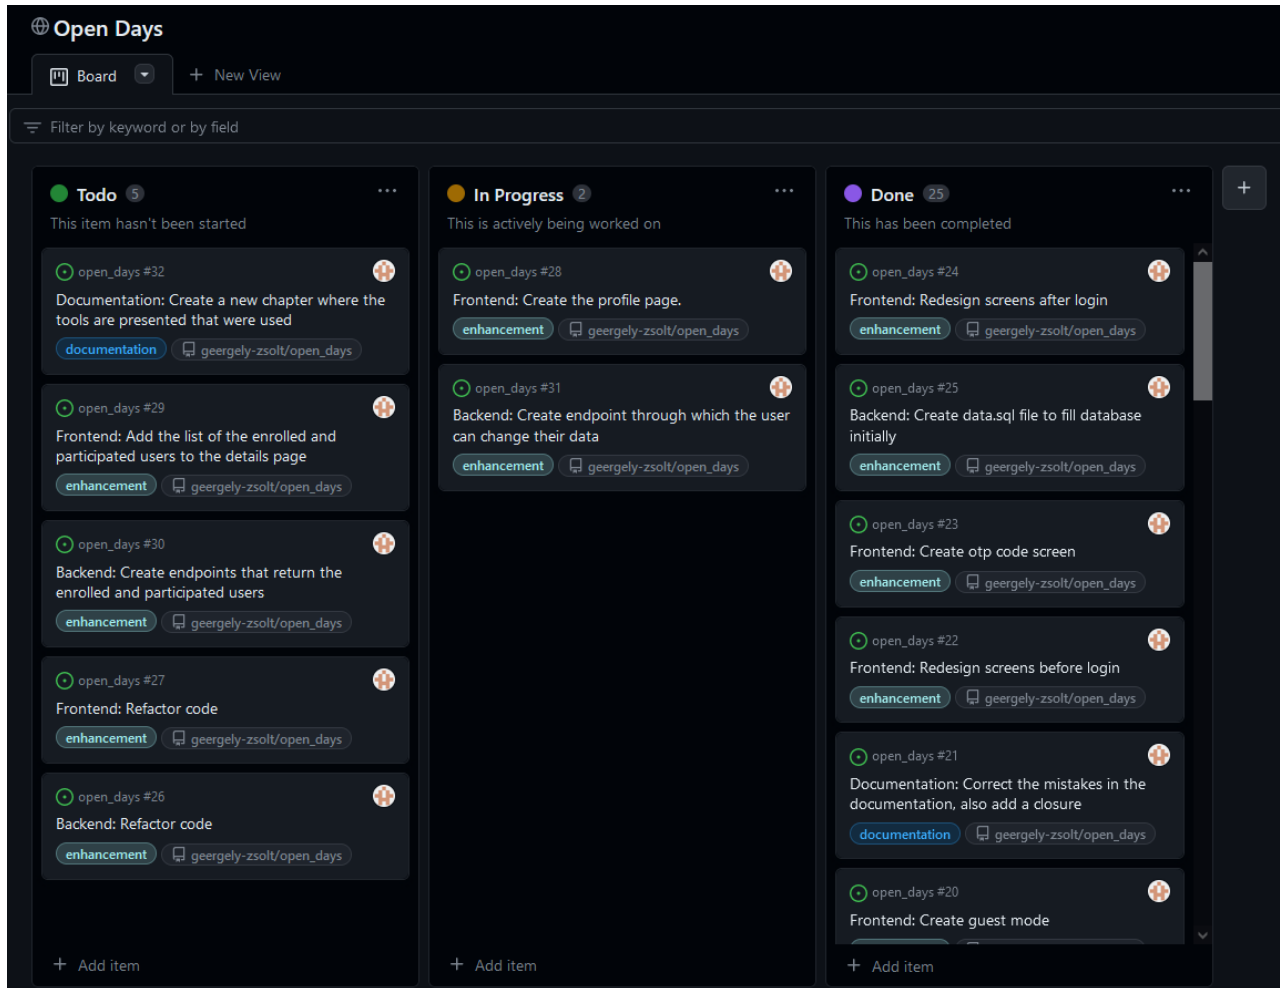 Open Days
Board
New View
Filter by keyword or by field
Todo 5
This item hasn't been started
open_days #32
Documentation: Create a new chapter where the
tools are presented that were used
documentation geergely-zsolt/open_days
open_days #29
Frontend: Add the list of the enrolled and
participated users to the details page
enhancement geergely-zsolt/open_days
open_days #30
Backend: Create endpoints that return the
enrolled and participated users
enhancement geergely-zsolt/open_days
open_days #27
Frontend: Refactor code
enhancement geergely-zsolt/open_days
open_days #26
Backend: Refactor code
enhancement geergely-zsolt/open_days
Add item
In Progress 2
This is actively being worked on
open_days #28
Frontend: Create the profile page.
enhancement geergely-zsolt/open_days
open_days #31
Backend: Create endpoint through which the user
can change their data
enhancement geergely-zsolt/open_days
Add item
Done 25
This has been completed
open_days #24
Frontend: Redesign screens after login
enhancement geergely-zsolt/open_days
open_days #25
Backend: Create data.sql file to fill database
initially
enhancement geergely-zsolt/open_days
open_days #23
Frontend: Create otp code screen
enhancement geergely-zsolt/open_days
open_days #22
Frontend: Redesign screens before login
enhancement geergely-zsolt/open_days
open_days #21
Documentation: Correct the mistakes in the
documentation, also add a closure
documentation geergely-zsolt/open_days
open_days #20
Frontend: Create guest mode
Add item